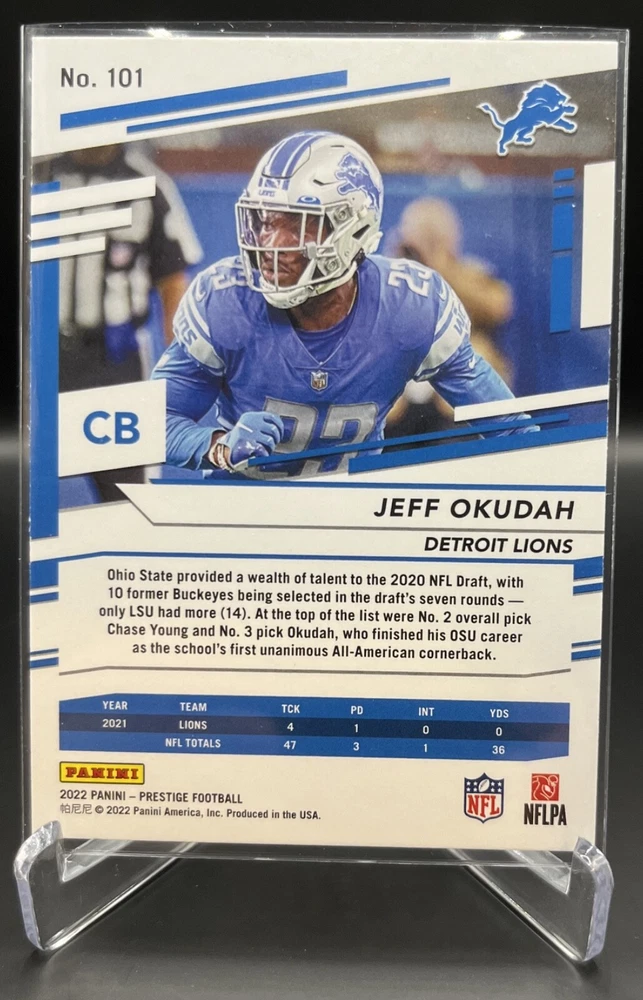 No. 101
LIONS
23
NFL
LIONS
23
CB
JEFF OKUDAH
DETROIT LIONS
Ohio State provided a wealth of talent to the 2020 NFL Draft, with
10 former Buckeyes being selected in the draft's seven rounds —
only LSU had more (14). At the top of the list were No. 2 overall pick
Chase Young and No. 3 pick Okudah, who finished his OSU career
as the school's first unanimous All-American cornerback.
YEAR TEAM TCK PD INT YDS
2021 LIONS 4 1 0 0
NFL TOTALS 47 3 1 36
PANINI
2022 PANINI – PRESTIGE FOOTBALL
帕尼尼 © 2022 Panini America, Inc. Produced in the USA.
NFL
NFLPA